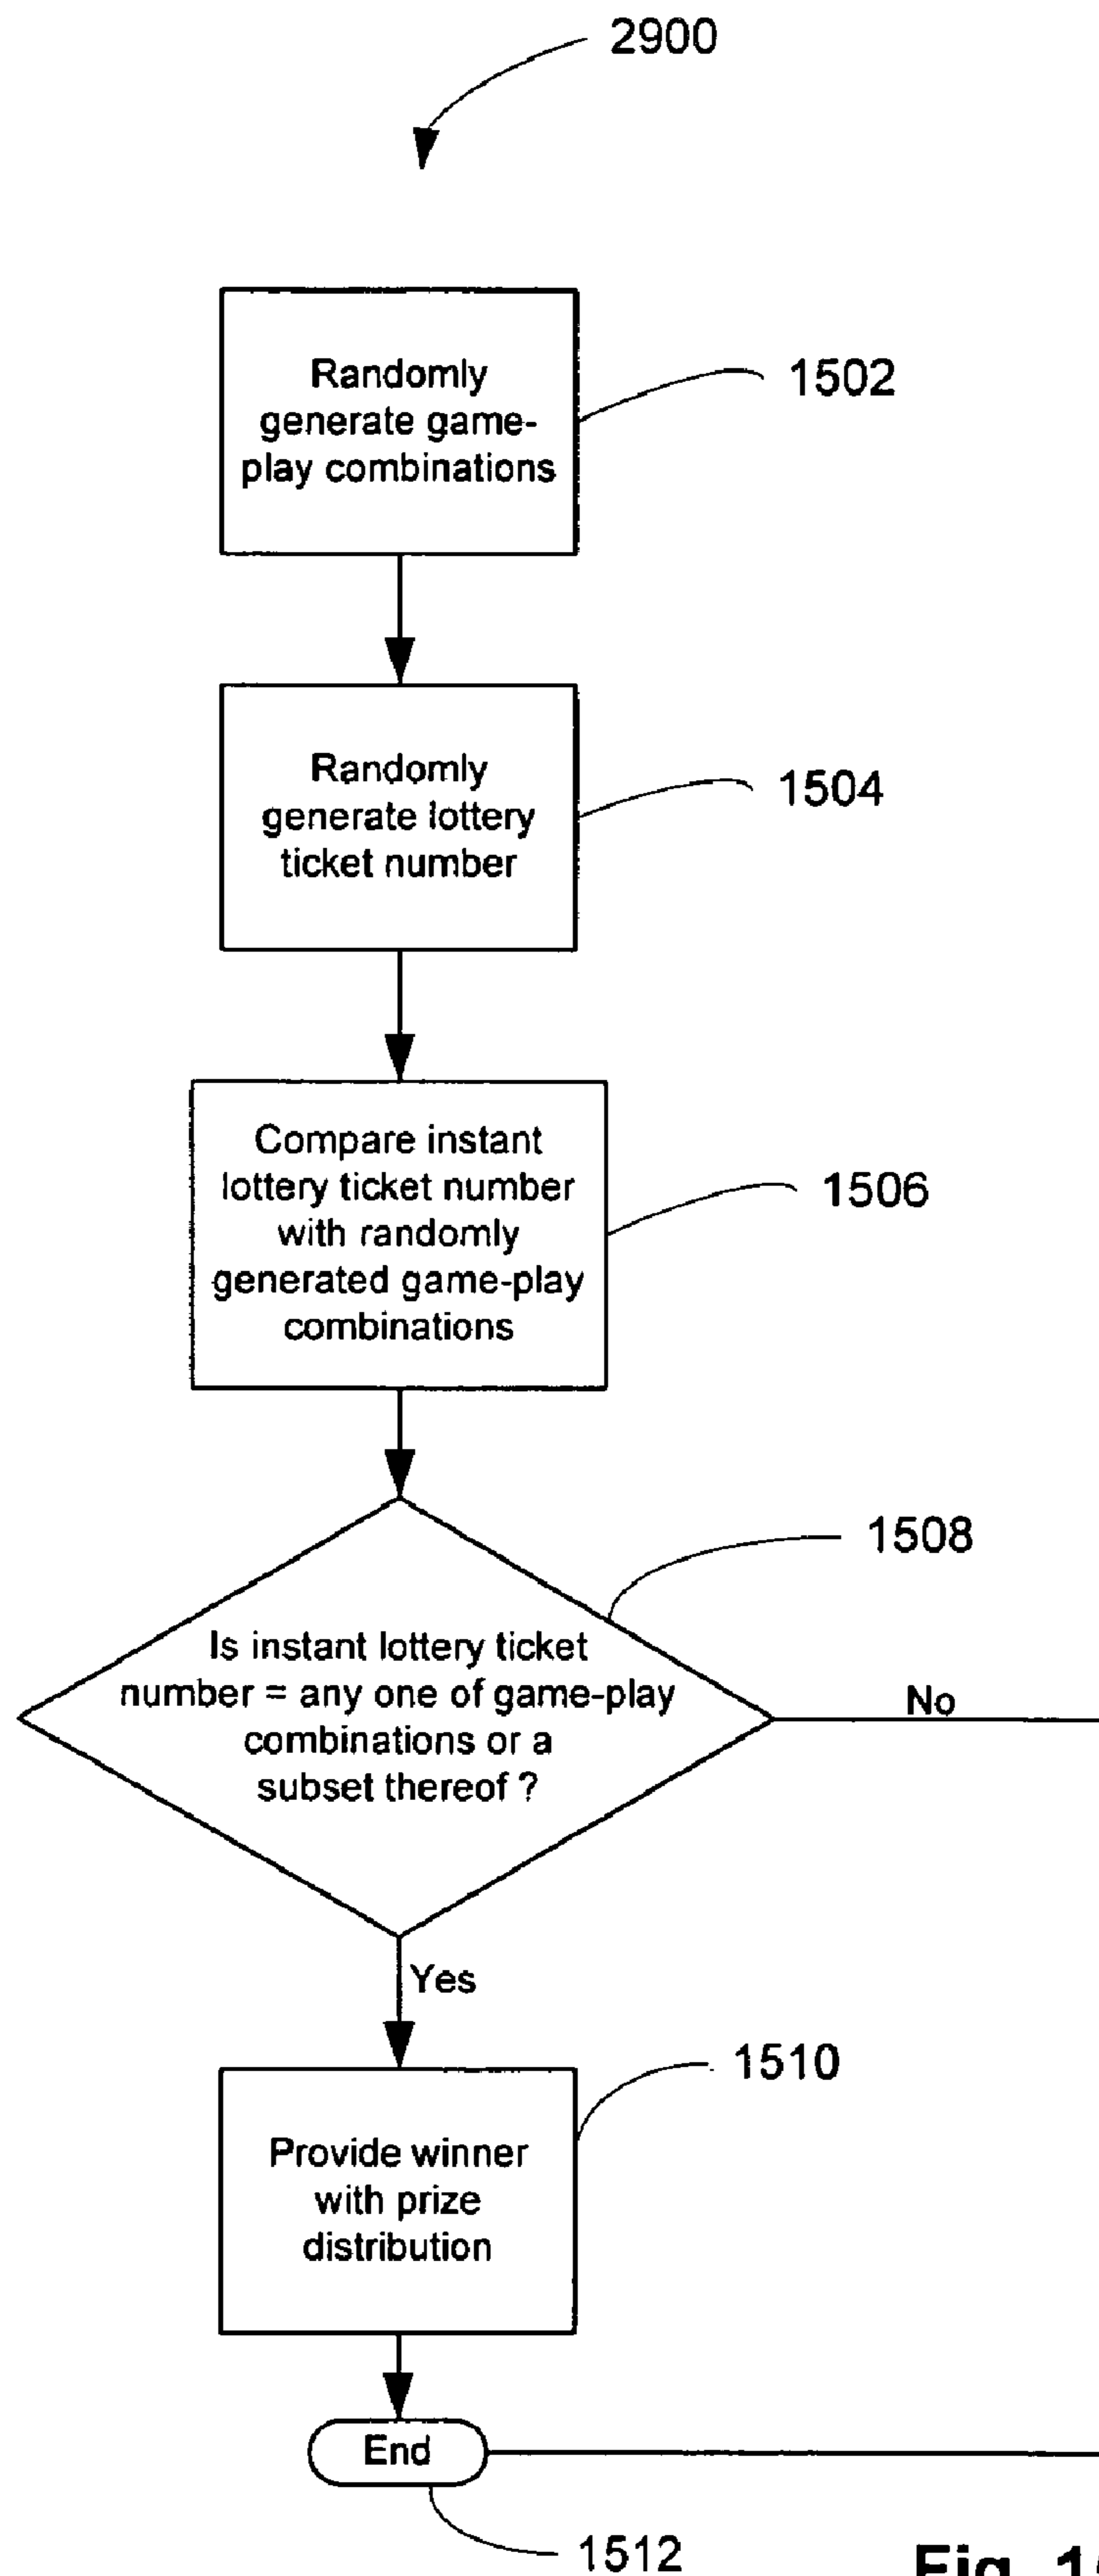 2900
Randomly
generate game-
play combinations
1502
Randomly
generate lottery
ticket number
1504
Compare instant
lottery ticket number
with randomly
generated game-play
combinations
1506
1508
Is instant lottery ticket
number = any one of game-play
combinations or a
subset thereof ?
No
Yes
1510
Provide winner
with prize
distribution
End
1512
Fig.